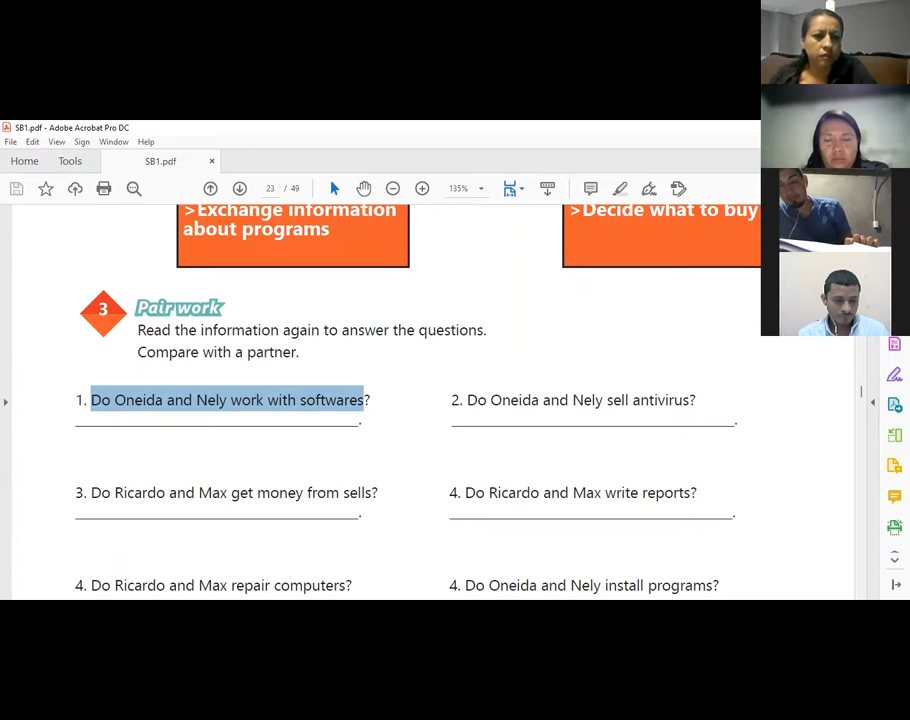 SB1.pdf - Adobe Acrobat Pro DC
File Edit View Sign Window Help
Home Tools SB1.pdf ×
23 / 49 135%
>Exchange information
about programs
>Decide what to buy
3 Pair work
Read the information again to answer the questions.
Compare with a partner.
1. Do Oneida and Nely work with softwares?
2. Do Oneida and Nely sell antivirus?
3. Do Ricardo and Max get money from sells?
4. Do Ricardo and Max write reports?
4. Do Ricardo and Max repair computers?
4. Do Oneida and Nely install programs?